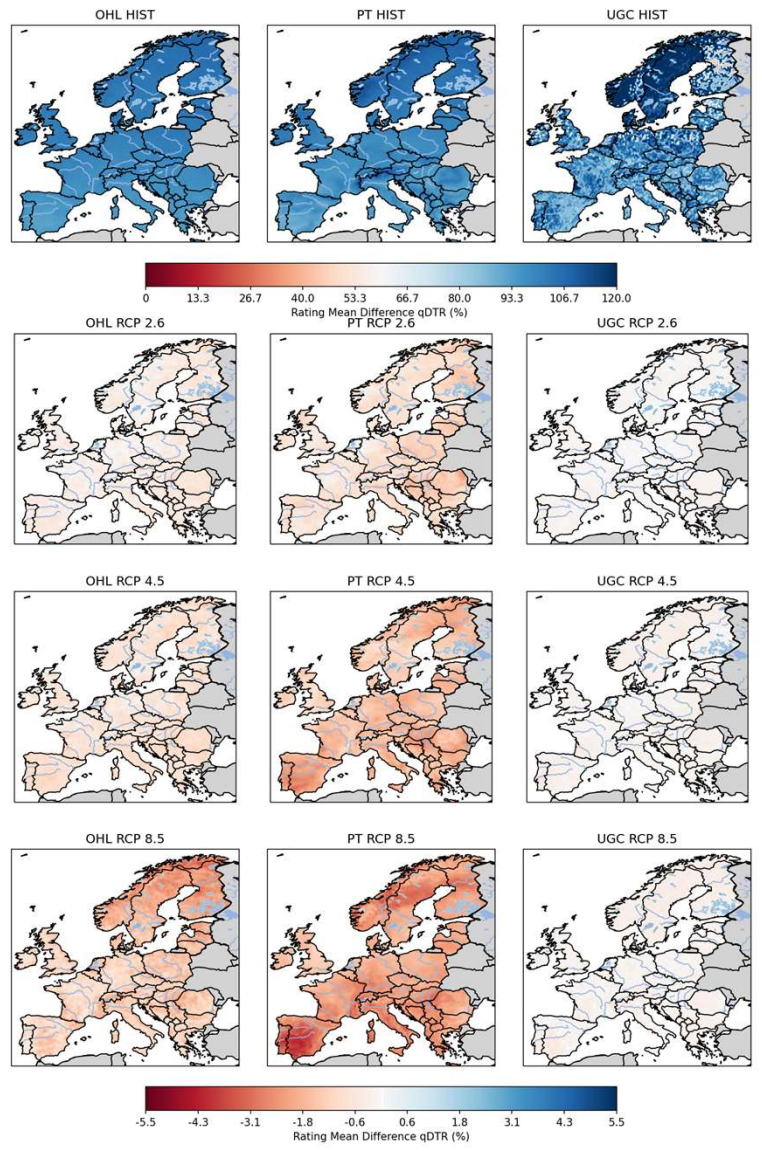 OHL HIST PT HIST UGC HIST
0 13.3 26.7 40.0 53.3 66.7 80.0 93.3 106.7 120.0
Rating Mean Difference qDTR (%)
OHL RCP 2.6 PT RCP 2.6 UGC RCP 2.6
OHL RCP 4.5 PT RCP 4.5 UGC RCP 4.5
OHL RCP 8.5 PT RCP 8.5 UGC RCP 8.5
-5.5 -4.3 -3.1 -1.8 -0.6 0.6 1.8 3.1 4.3 5.5
Rating Mean Difference qDTR (%)